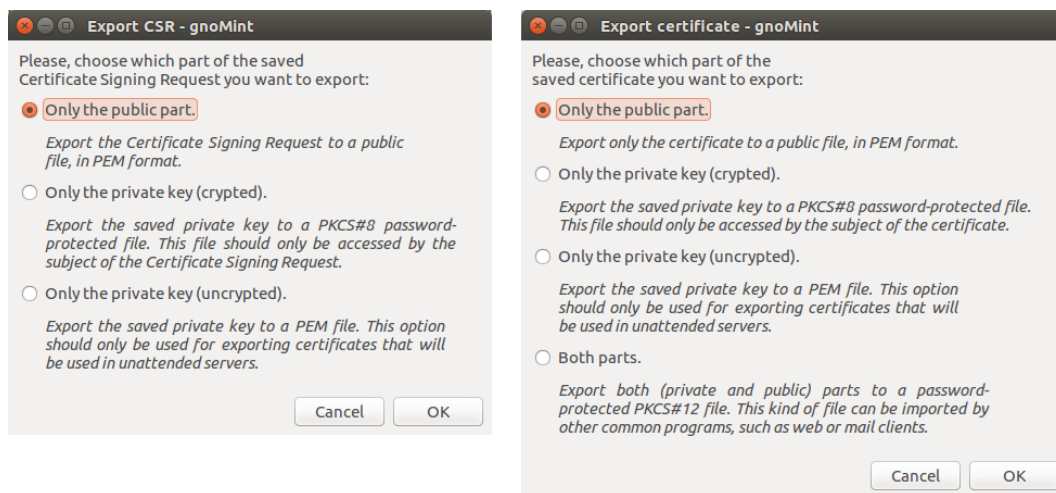 Export CSR - gnoMint
Please, choose which part of the saved
Certificate Signing Request you want to export:
Only the public part.
Export the Certificate Signing Request to a public
file, in PEM format.
Only the private key (crypted).
Export the saved private key to a PKCS#8 password-
protected file. This file should only be accessed by the
subject of the Certificate Signing Request.
Only the private key (uncrypted).
Export the saved private key to a PEM file. This option
should only be used for exporting certificates that will
be used in unattended servers.
Cancel
OK
Export certificate - gnoMint
Please, choose which part of the
saved certificate you want to export:
Only the public part.
Export only the certificate to a public file, in PEM format.
Only the private key (crypted).
Export the saved private key to a PKCS#8 password-protected file.
This file should only be accessed by the subject of the certificate.
Only the private key (uncrypted).
Export the saved private key to a PEM file. This option
should only be used for exporting certificates that will
be used in unattended servers.
Both parts.
Export both (private and public) parts to a password-
protected PKCS#12 file. This kind of file can be imported by
other common programs, such as web or mail clients.
Cancel
OK